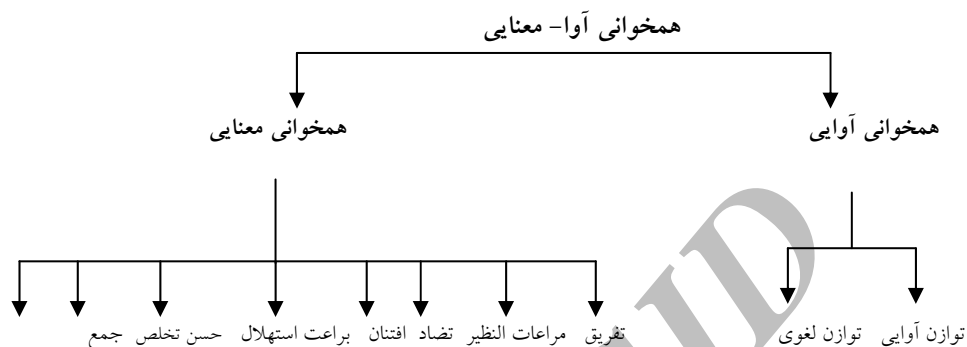 همخوانی آوا- معنایی
همخوانی آوایی همخوانی معنایی
توازن آوایی توازن لغوی تفریق مراعات النظیر تضاد افتنان براعت استهلال حسن تخلص جمع